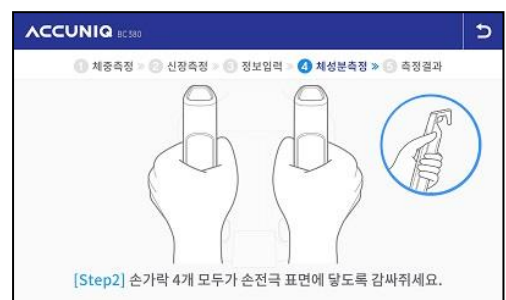 ACCUNIQ BC380
1 체중측정 » 2 신장측정 » 3 정보입력 » 4 체성분측정 » 5 측정결과
[Step2] 손가락 4개 모두가 손전극 표면에 닿도록 감싸쥐세요.